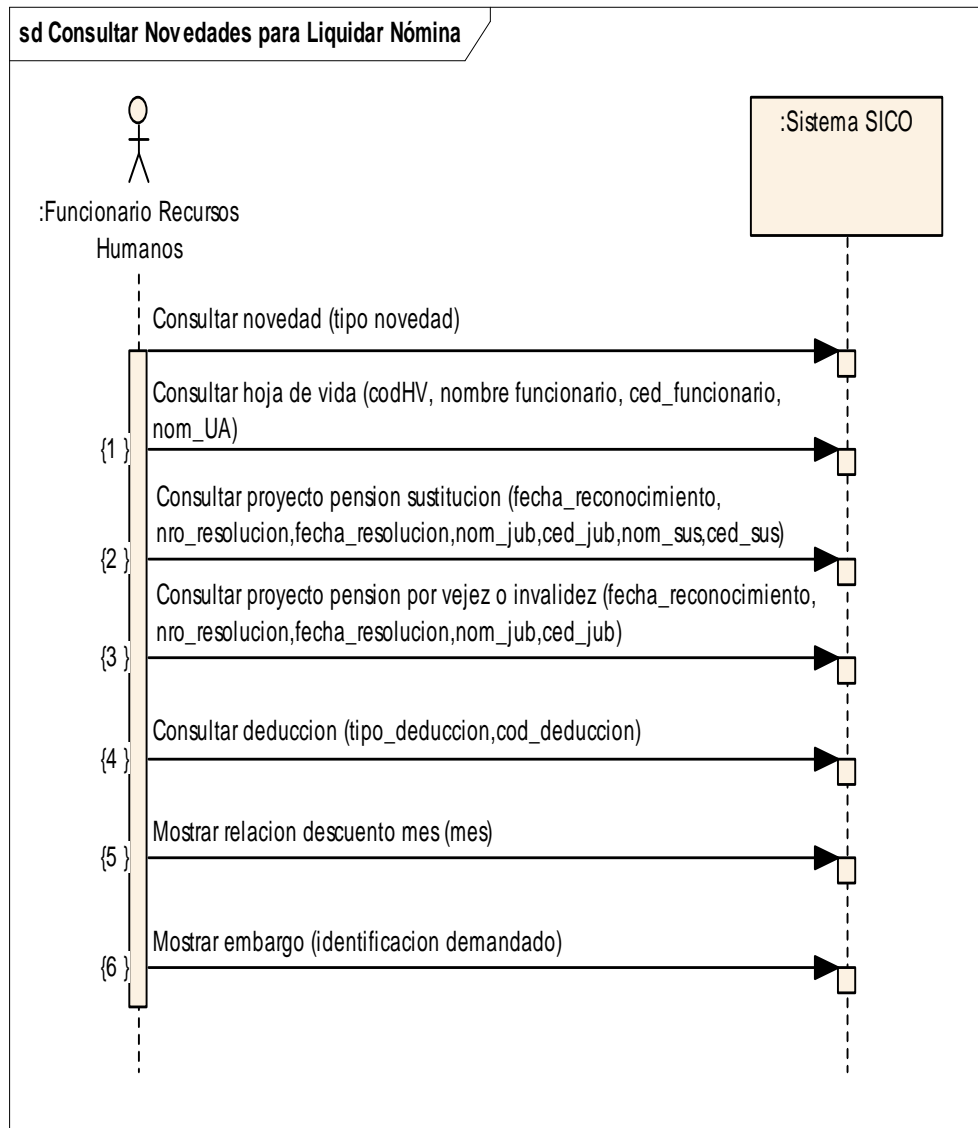 sd Consultar Novedades para Liquidar Nómina
:Sistema SICO
:Funcionario Recursos
Humanos
Consultar novedad (tipo novedad)
Consultar hoja de vida (codHV, nombre funcionario, ced_funcionario,
nom_UA)
{1 }
Consultar proyecto pension sustitucion (fecha_reconocimiento,
nro_resolucion,fecha_resolucion,nom_jub,ced_jub,nom_sus,ced_sus)
{2 }
Consultar proyecto pension por vejez o invalidez (fecha_reconocimiento,
nro_resolucion,fecha_resolucion,nom_jub,ced_jub)
{3 }
Consultar deduccion (tipo_deduccion,cod_deduccion)
{4 }
Mostrar relacion descuento mes (mes)
{5 }
Mostrar embargo (identificacion demandado)
{6 }